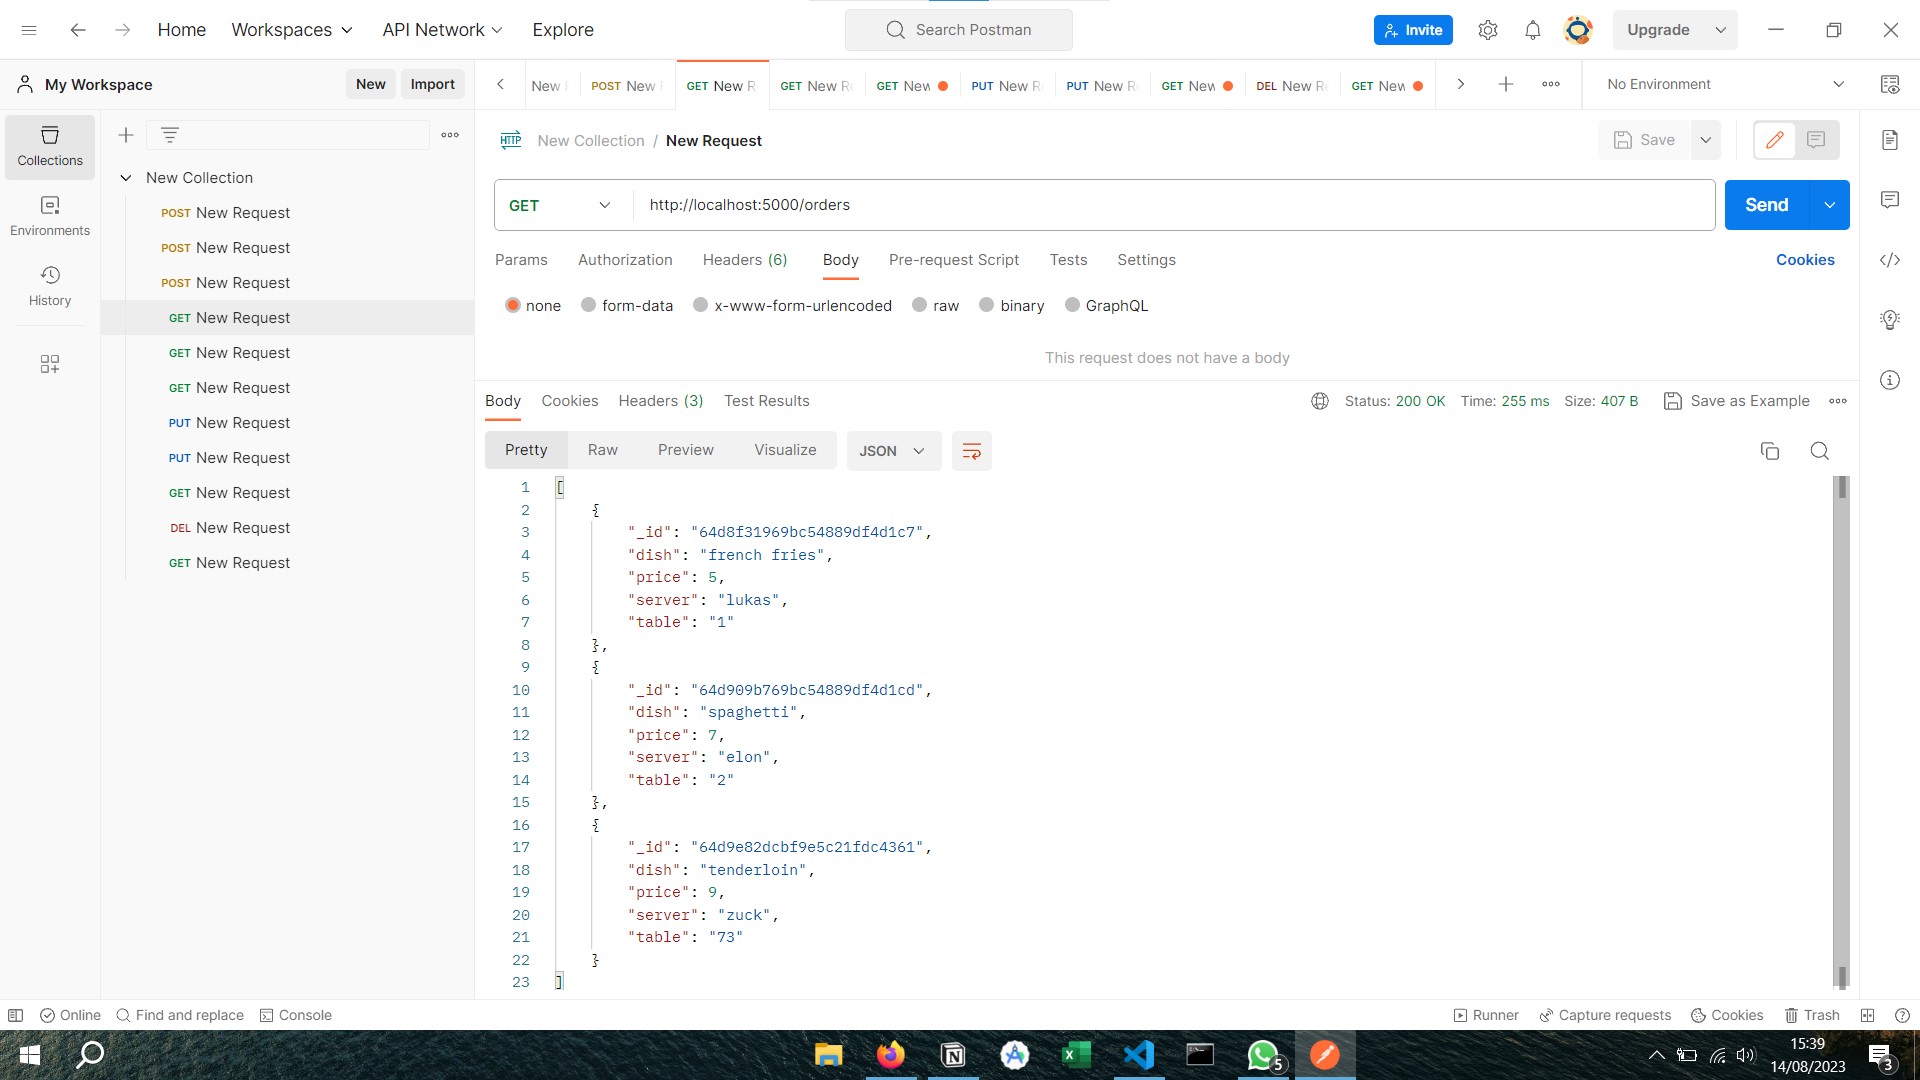 Home Workspaces API Network Explore Search Postman Invite Upgrade
My Workspace New Import New POST New GET New R GET New R GET New PUT New R PUT New R GET New DEL New R GET New No Environment
Collections
Environments
History
New Collection
POST New Request
POST New Request
POST New Request
GET New Request
GET New Request
GET New Request
PUT New Request
PUT New Request
GET New Request
DEL New Request
GET New Request
HTTP New Collection / New Request Save
GET http://localhost:5000/orders Send
Params Authorization Headers (6) Body Pre-request Script Tests Settings Cookies
none form-data x-www-form-urlencoded raw binary GraphQL
This request does not have a body
Body Cookies Headers (3) Test Results Status: 200 OK Time: 255 ms Size: 407 B Save as Example
Pretty Raw Preview Visualize JSON
1 [
2 {
3 "_id": "64d8f31969bc54889df4d1c7",
4 "dish": "french fries",
5 "price": 5,
6 "server": "lukas",
7 "table": "1"
8 },
9 {
10 "_id": "64d909b769bc54889df4d1cd",
11 "dish": "spaghetti",
12 "price": 7,
13 "server": "elon",
14 "table": "2"
15 },
16 {
17 "_id": "64d9e82dcbf9e5c21fdc4361",
18 "dish": "tenderloin",
19 "price": 9,
20 "server": "zuck",
21 "table": "73"
22 }
23 ]
Online Find and replace Console Runner Capture requests Cookies Trash
5 15:39
14/08/2023 3